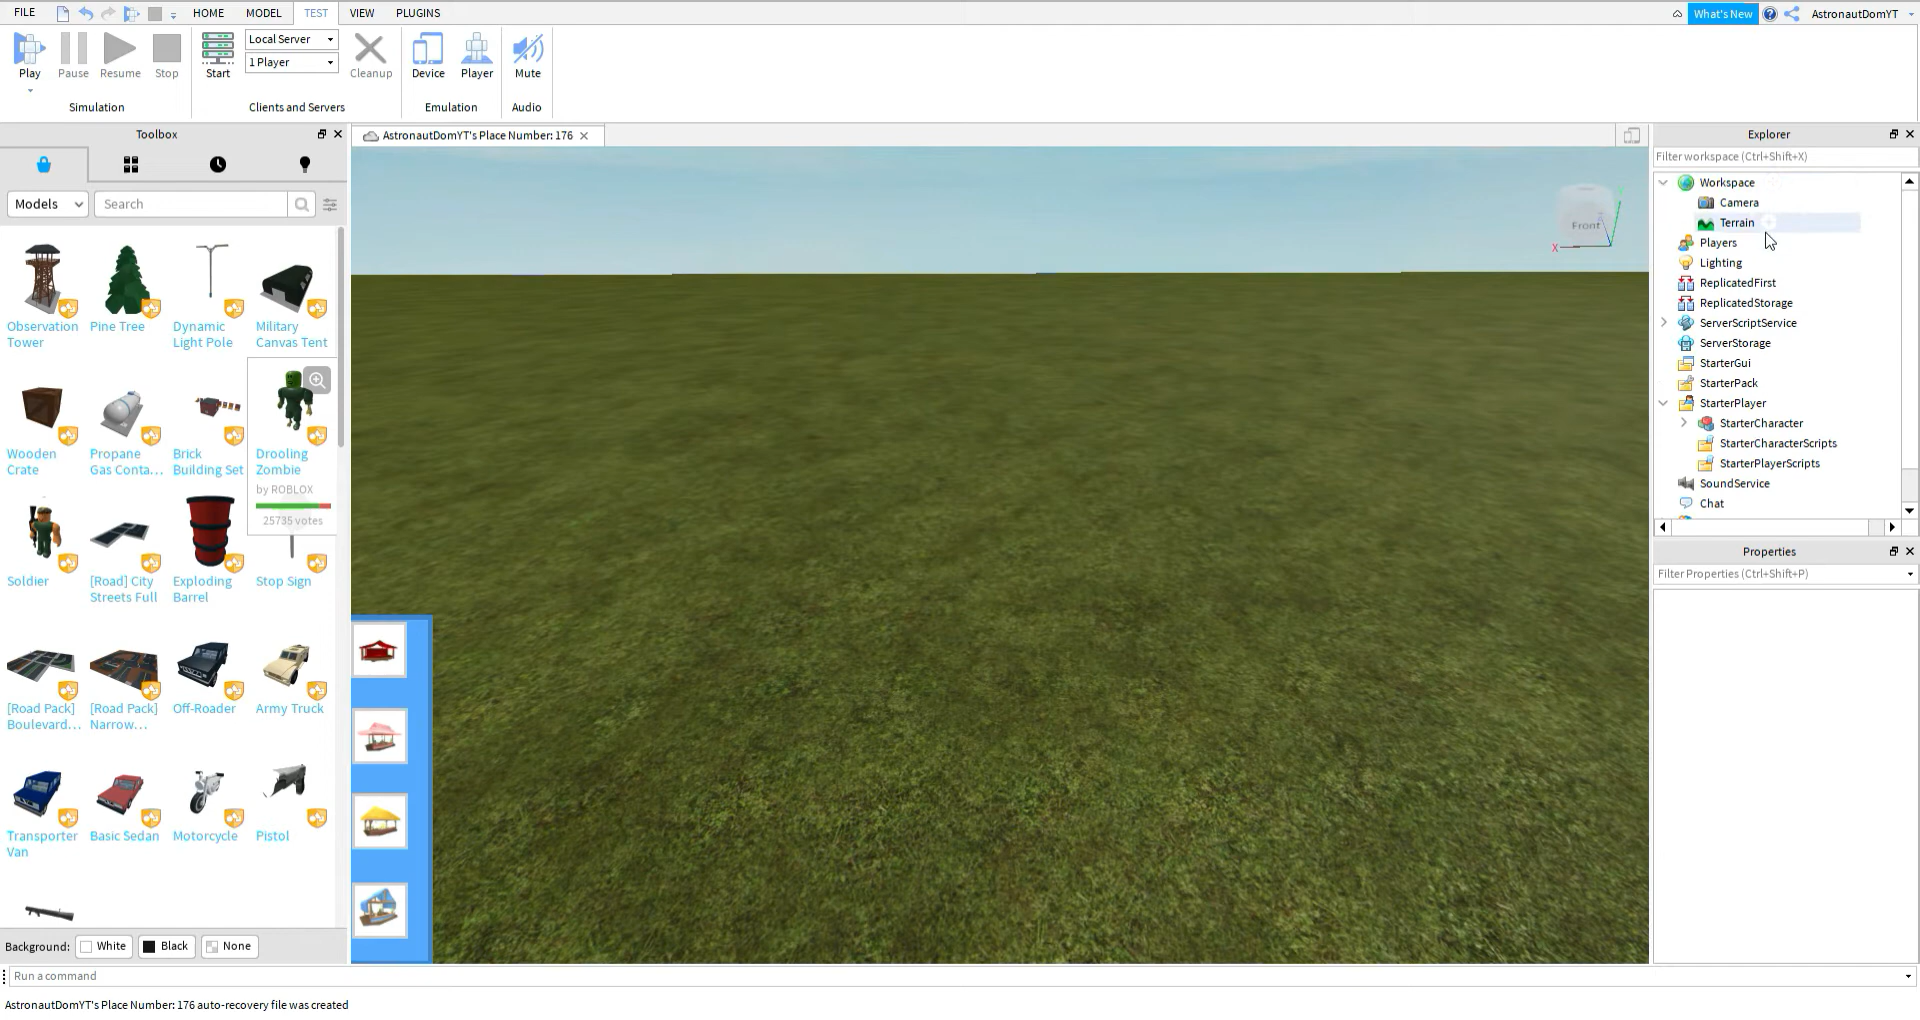 FILE
HOME
MODEL
TEST
VIEW
PLUGINS
What's New
AstronautDomYT
Play
Pause
Resume
Stop
Simulation
Start
Local Server
1 Player
Cleanup
Clients and Servers
Device
Player
Emulation
Mute
Audio
Toolbox
Models
Search
Observation
Tower
Pine Tree
Dynamic
Light Pole
Military
Canvas Tent
Wooden
Crate
Propane
Gas Conta...
Brick
Building Set
Drooling
Zombie
by ROBLOX
25735 votes
Soldier
[Road] City
Streets Full
Exploding
Barrel
Stop Sign
[Road Pack]
Boulevard...
[Road Pack]
Narrow...
Off-Roader
Army Truck
Transporter
Van
Basic Sedan
Motorcycle
Pistol
Background:
White
Black
None
AstronautDomYT's Place Number: 176
Front
X
Explorer
Filter workspace (Ctrl+Shift+X)
Workspace
Camera
Terrain
Players
Lighting
ReplicatedFirst
ReplicatedStorage
ServerScriptService
ServerStorage
StarterGui
StarterPack
StarterPlayer
StarterCharacter
StarterCharacterScripts
StarterPlayerScripts
SoundService
Chat
Properties
Filter Properties (Ctrl+Shift+P)
Run a command
AstronautDomYT's Place Number: 176 auto-recovery file was created